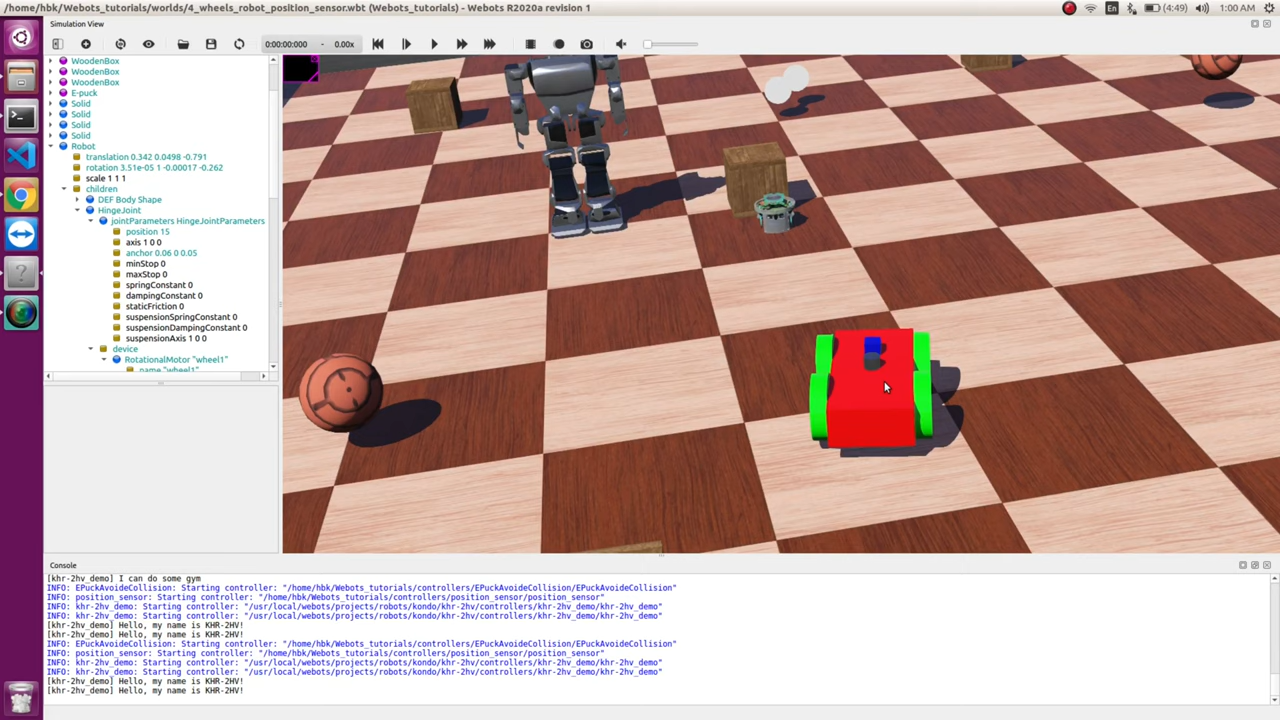 /home/hbk/Webots_tutorials/worlds/4_wheels_robot_position_sensor.wbt (Webots_tutorials) - Webots R2020a revision 1
En
(4:49)
1:00 AM
Simulation View
0:00:00:000 - 0.00x
WoodenBox
WoodenBox
WoodenBox
E-puck
Solid
Solid
Solid
Solid
Robot
translation 0.342 0.0498 -0.791
rotation 3.51e-05 1 -0.00017 -0.262
scale 1 1 1
children
DEF Body Shape
HingeJoint
jointParameters HingeJointParameters
position 15
axis 1 0 0
anchor 0.06 0 0.05
minStop 0
maxStop 0
springConstant 0
dampingConstant 0
staticFriction 0
suspensionSpringConstant 0
suspensionDampingConstant 0
suspensionAxis 1 0 0
device
RotationalMotor "wheel1"
name "wheel1"
Console
[khr-2hv_demo] I can do some gym
INFO: EPuckAvoideCollision: Starting controller: "/home/hbk/Webots_tutorials/controllers/EPuckAvoideCollision/EPuckAvoideCollision"
INFO: position_sensor: Starting controller: "/home/hbk/Webots_tutorials/controllers/position_sensor/position_sensor"
INFO: khr-2hv_demo: Starting controller: "/usr/local/webots/projects/robots/kondo/khr-2hv/controllers/khr-2hv_demo/khr-2hv_demo"
INFO: khr-2hv_demo: Starting controller: "/usr/local/webots/projects/robots/kondo/khr-2hv/controllers/khr-2hv_demo/khr-2hv_demo"
[khr-2hv_demo] Hello, my name is KHR-2HV!
[khr-2hv_demo] Hello, my name is KHR-2HV!
INFO: EPuckAvoideCollision: Starting controller: "/home/hbk/Webots_tutorials/controllers/EPuckAvoideCollision/EPuckAvoideCollision"
INFO: position_sensor: Starting controller: "/home/hbk/Webots_tutorials/controllers/position_sensor/position_sensor"
INFO: khr-2hv_demo: Starting controller: "/usr/local/webots/projects/robots/kondo/khr-2hv/controllers/khr-2hv_demo/khr-2hv_demo"
INFO: khr-2hv_demo: Starting controller: "/usr/local/webots/projects/robots/kondo/khr-2hv/controllers/khr-2hv_demo/khr-2hv_demo"
[khr-2hv_demo] Hello, my name is KHR-2HV!
[khr-2hv_demo] Hello, my name is KHR-2HV!